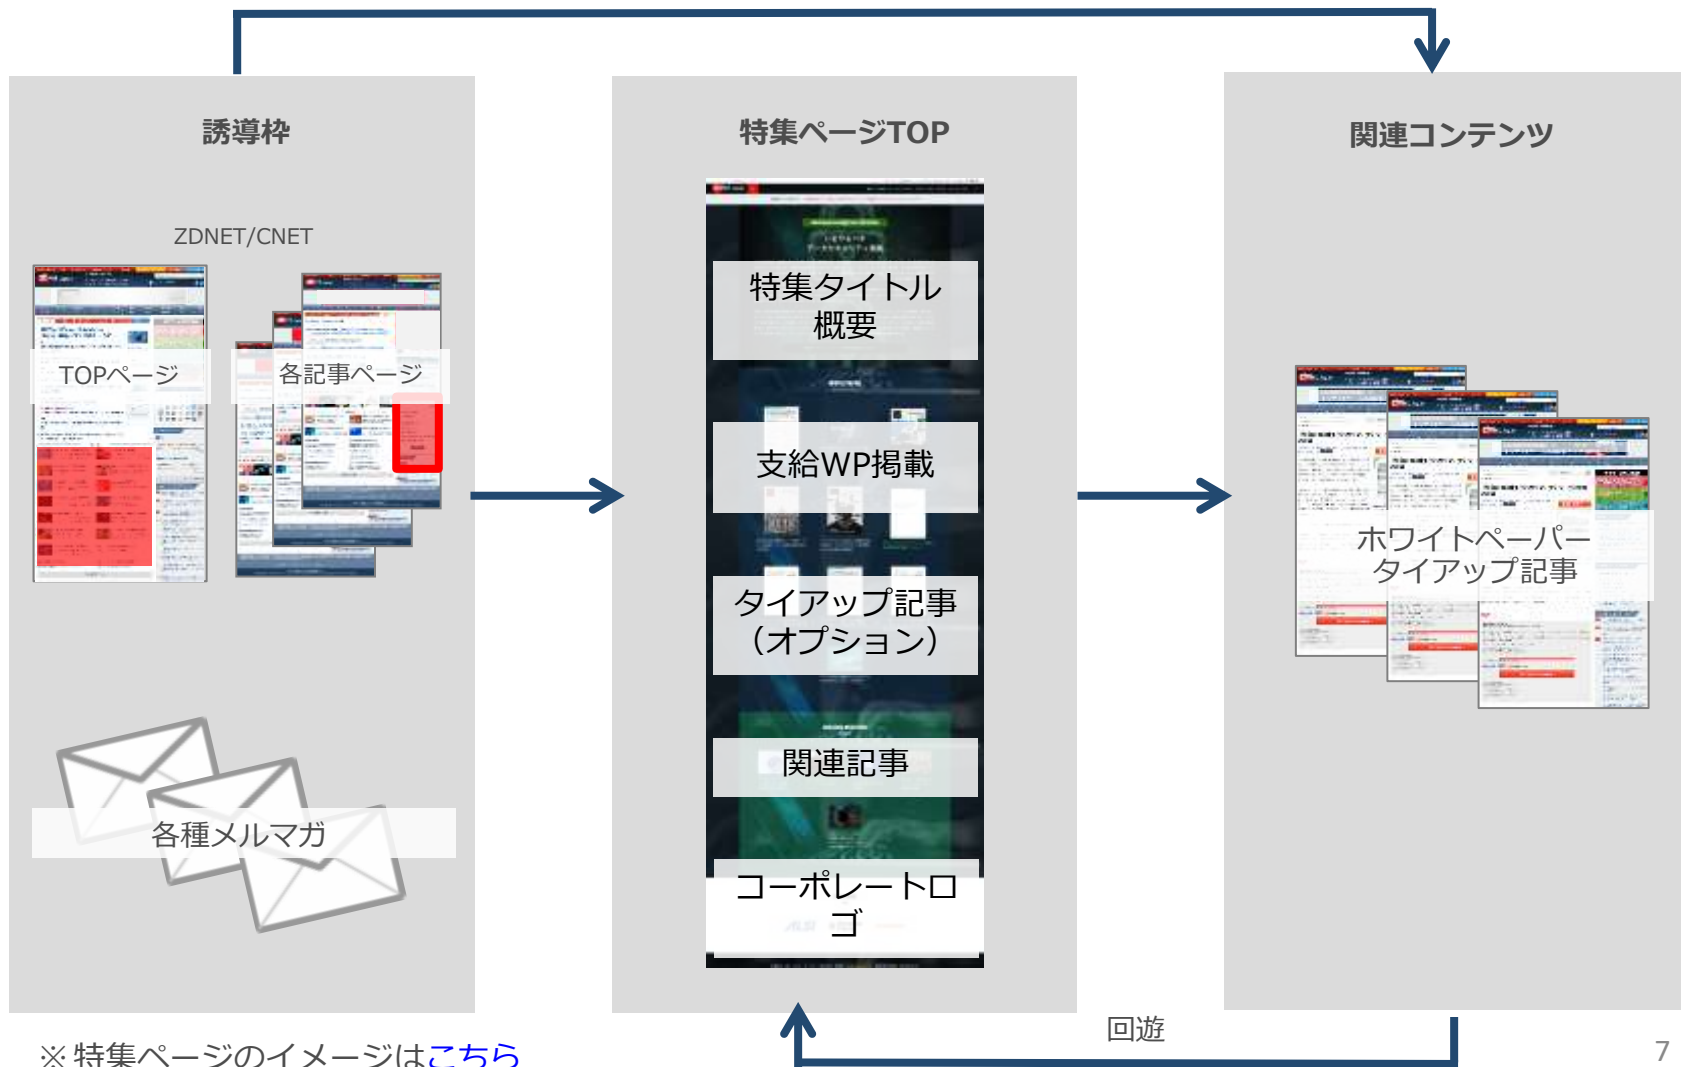 誘導枠
ZDNET/CNET
TOPページ
各記事ページ
各種メルマガ
特集ページTOP
特集タイトル
概要
支給WP掲載
タイアップ記事
（オプション）
関連記事
コーポレートロ
ゴ
関連コンテンツ
ホワイトペーパー
タイアップ記事
回遊
※特集ページのイメージはこちら
7